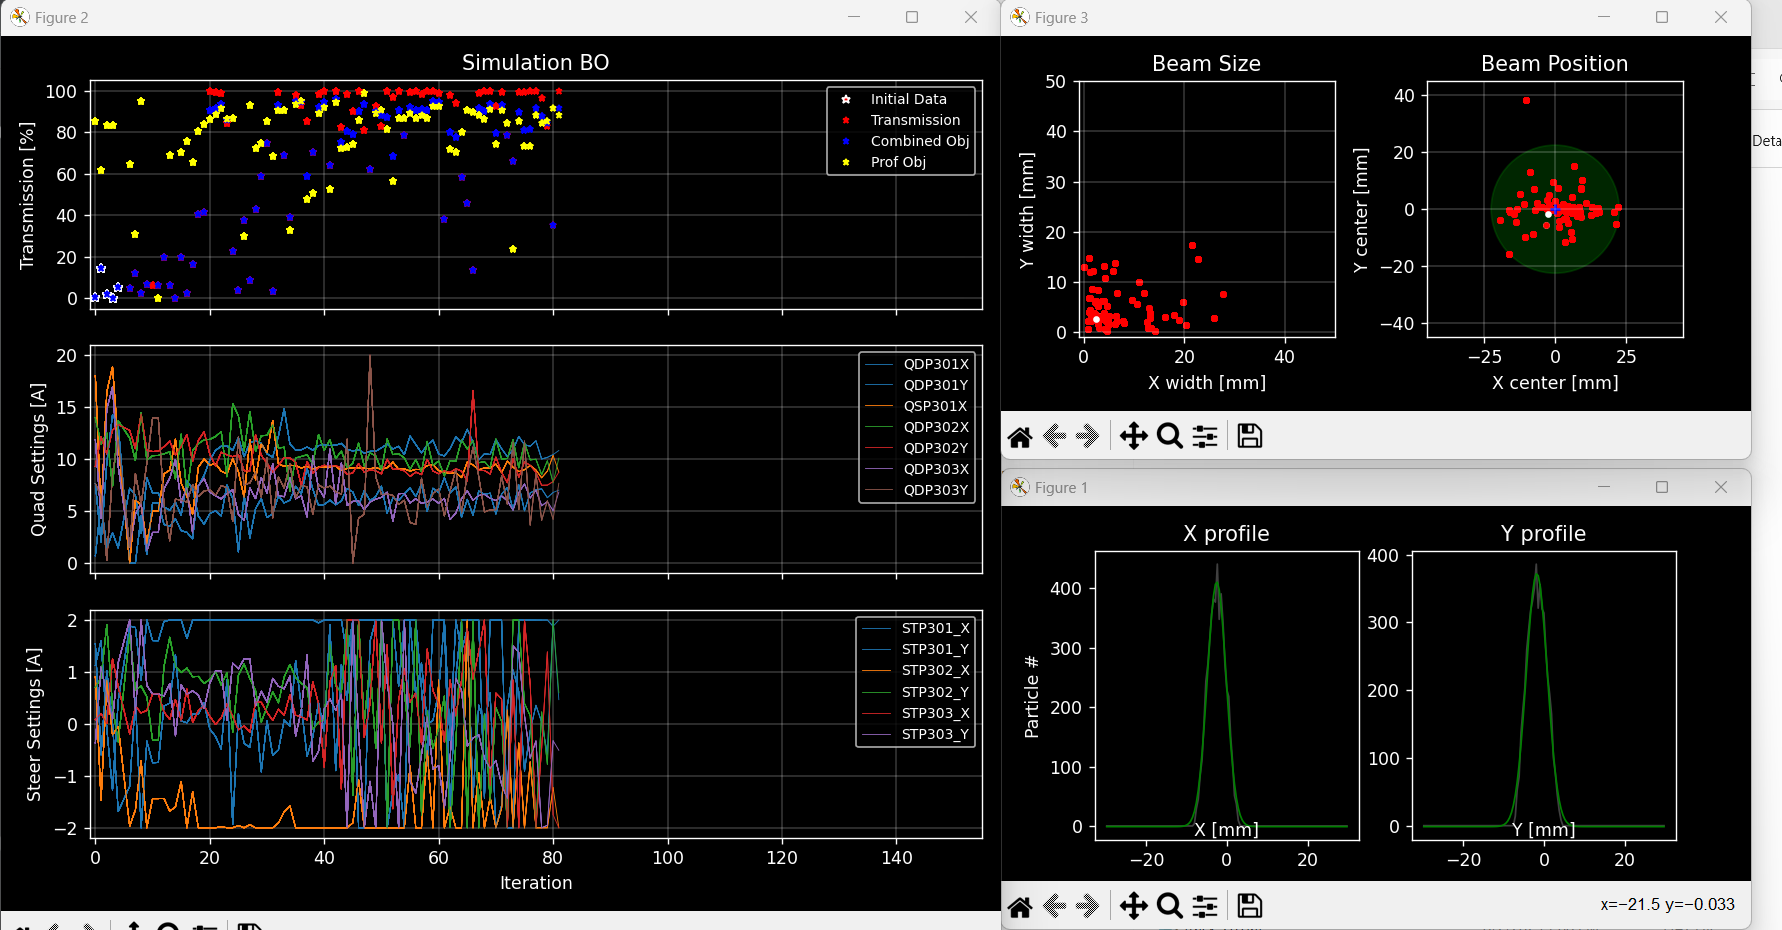 Figure 2
Simulation BO
Transmission [%]
100
80
60
40
20
0
Initial Data
Transmission
Combined Obj
Prof Obj
Quad Settings [A]
20
15
10
5
0
QDP301X
QDP301Y
QSP301X
QDP302X
QDP302Y
QDP303X
QDP303Y
Steer Settings [A]
2
1
0
−1
−2
STP301_X
STP301_Y
STP302_X
STP302_Y
STP303_X
STP303_Y
0 20 40 60 80 100 120 140
Iteration
Figure 3
Beam Size
Y width [mm]
50
40
30
20
10
0
0 20 40
X width [mm]
Beam Position
Y center [mm]
40
20
0
−20
−40
−25 0 25
X center [mm]
Figure 1
X profile
Particle #
400
300
200
100
0
X [mm]
−20 0 20
Y profile
400
300
200
100
0
Y [mm]
−20 0 20
x=−21.5 y=−0.033
Deta